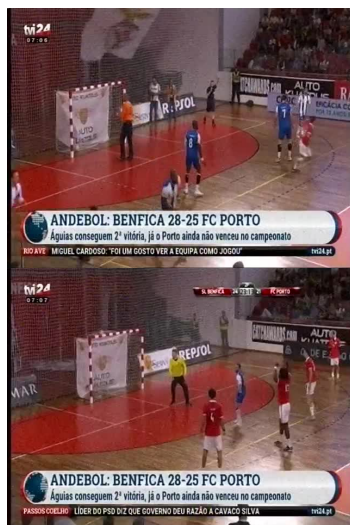 tvi24
07:06
REPSOL
AUTO
ANDEBOL: BENFICA 28-25 FC PORTO
Águias conseguem 2ª vitória, já o Porto ainda não venceu no campeonato
RIO AVE MIGUEL CARDOSO: "FOI UM GOSTO VER A EQUIPA COMO JOGOU" tvi24.pt
tvi24
07:07
SL BENFICA FC PORTO
REPSOL
ANDEBOL: BENFICA 28-25 FC PORTO
Águias conseguem 2ª vitória, já o Porto ainda não venceu no campeonato
PASSOS COELHO LÍDER DO PSD DIZ QUE GOVERNO DEU RAZÃO A CAVACO SILVA tvi24.pt